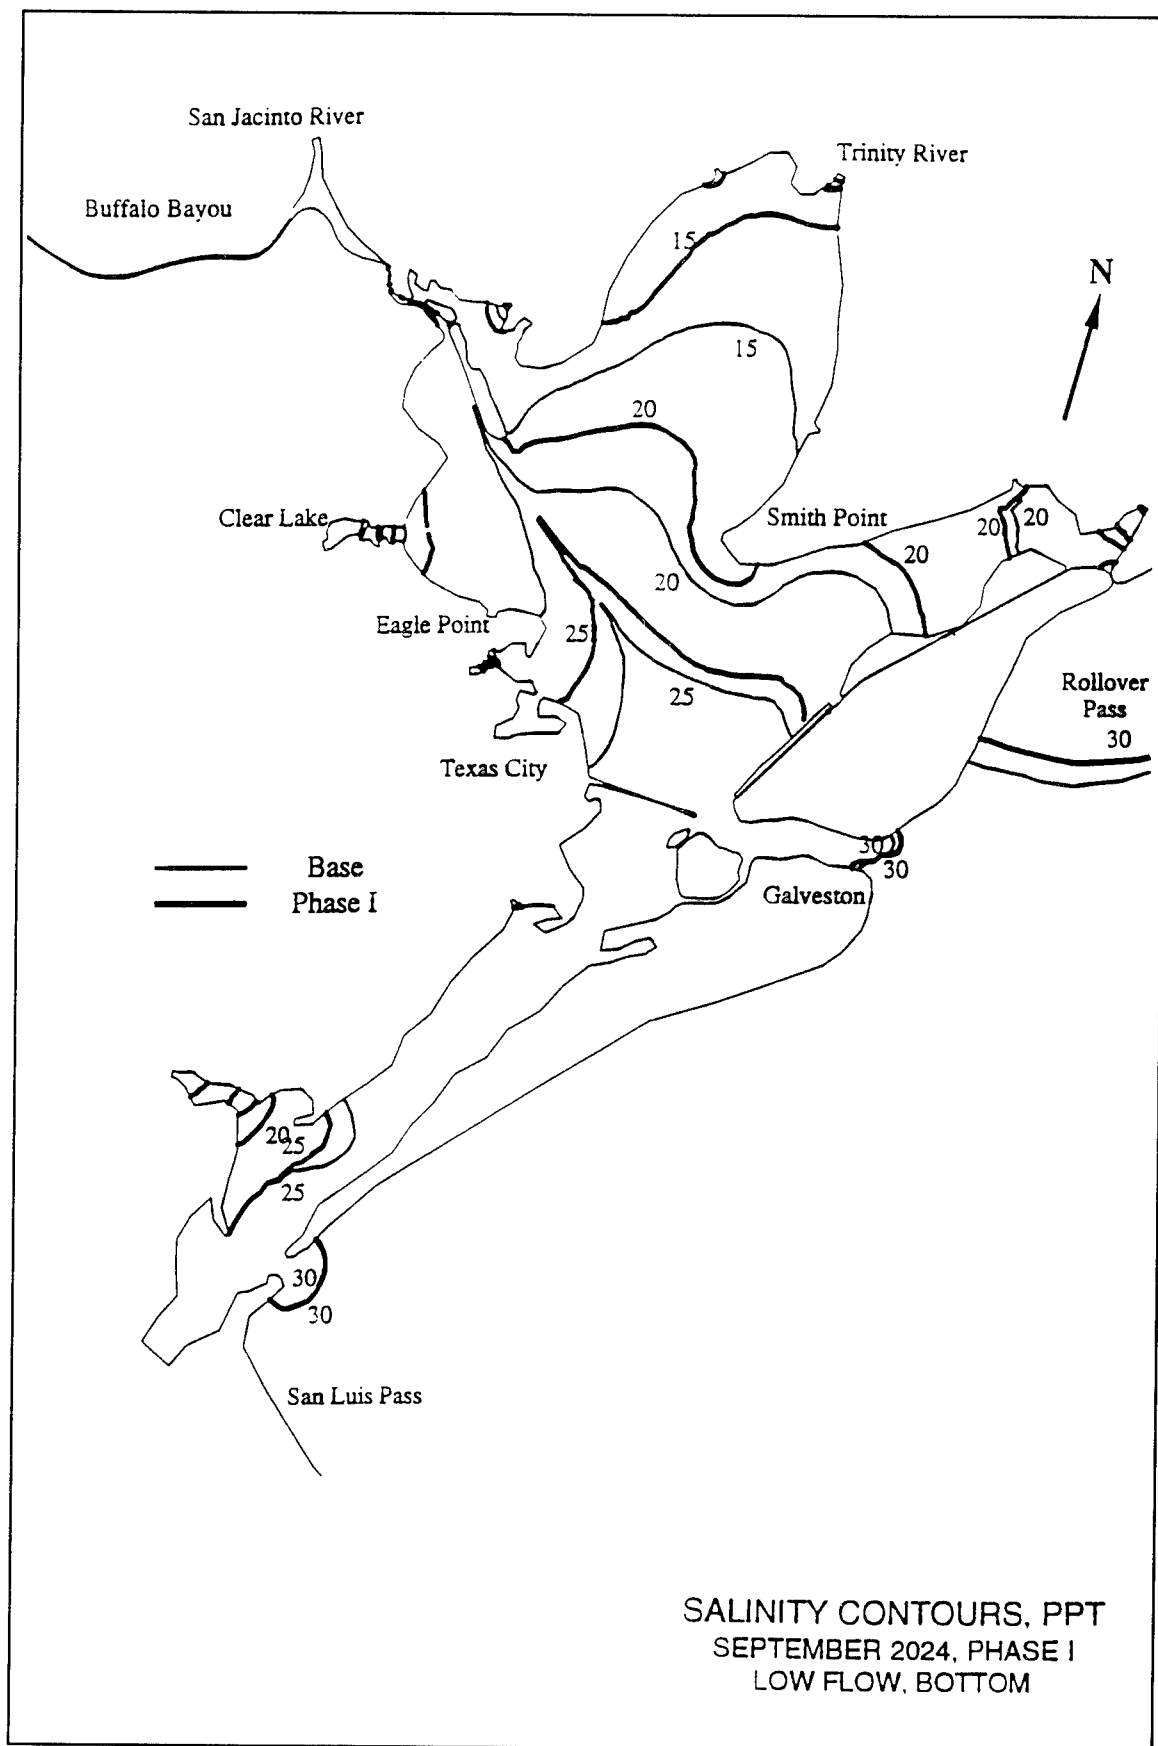 San Jacinto River
Trinity River
Buffalo Bayou
15
N
15
20
Clear Lake
Smith Point
20
20
20
20
Eagle Point
25
25
Rollover
Pass
30
Texas City
30
30
Base
Phase I
Galveston
20
25
25
30
30
San Luis Pass
SALINITY CONTOURS, PPT
SEPTEMBER 2024, PHASE I
LOW FLOW, BOTTOM